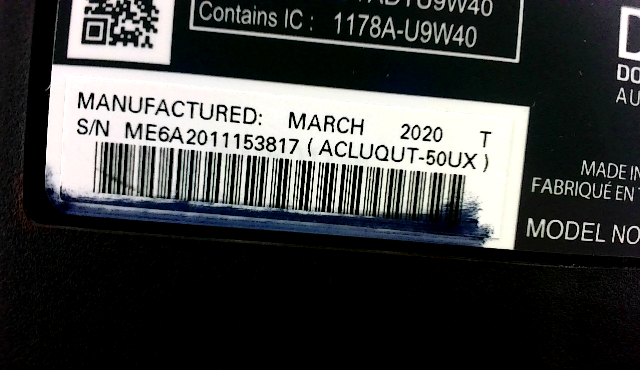 Contains IC : 1178A-U9W40
MANUFACTURED: MARCH 2020 T
S/N ME6A2011153817 ( ACLUQUT-50UX )
MADE IN
FABRIQUÉ EN
MODEL NO